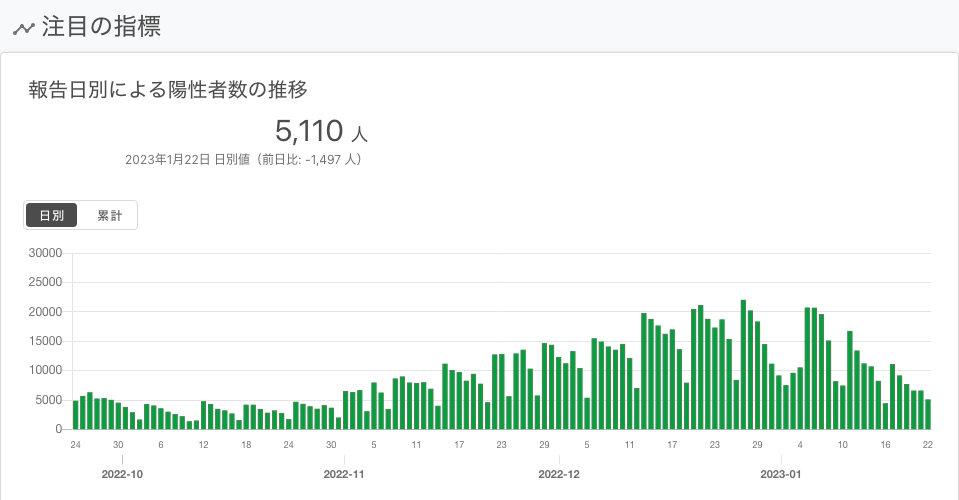 注目の指標
報告日別による陽性者数の推移
5,110 人
2023年1月22日 日別値（前日比: -1,497 人）
日別 累計
30000
25000
20000
15000
10000
5000
0
24 30 6 12 18 24 30 5 11 17 23 29 5 11 17 23 29 4 10 16 22
2022-10 2022-11 2022-12 2023-01